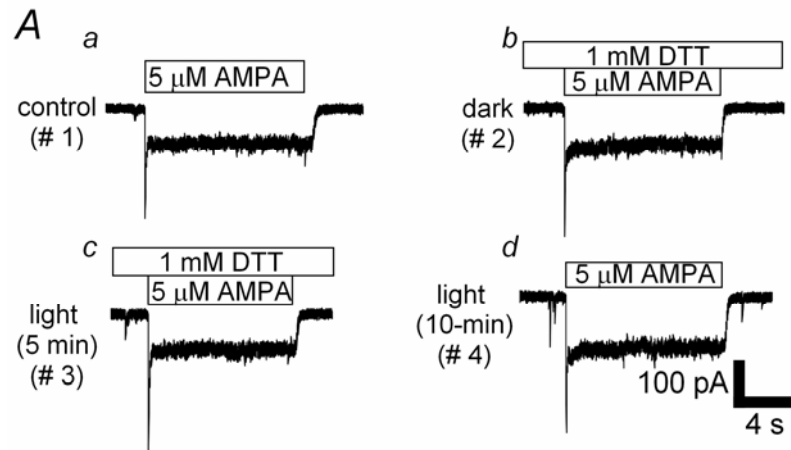 A
a
5 μM AMPA
control
(# 1)
b
1 mM DTT
5 μM AMPA
dark
(# 2)
c
1 mM DTT
5 μM AMPA
light
(5 min)
(# 3)
d
5 μM AMPA
light
(10-min)
(# 4)
100 pA
4 s